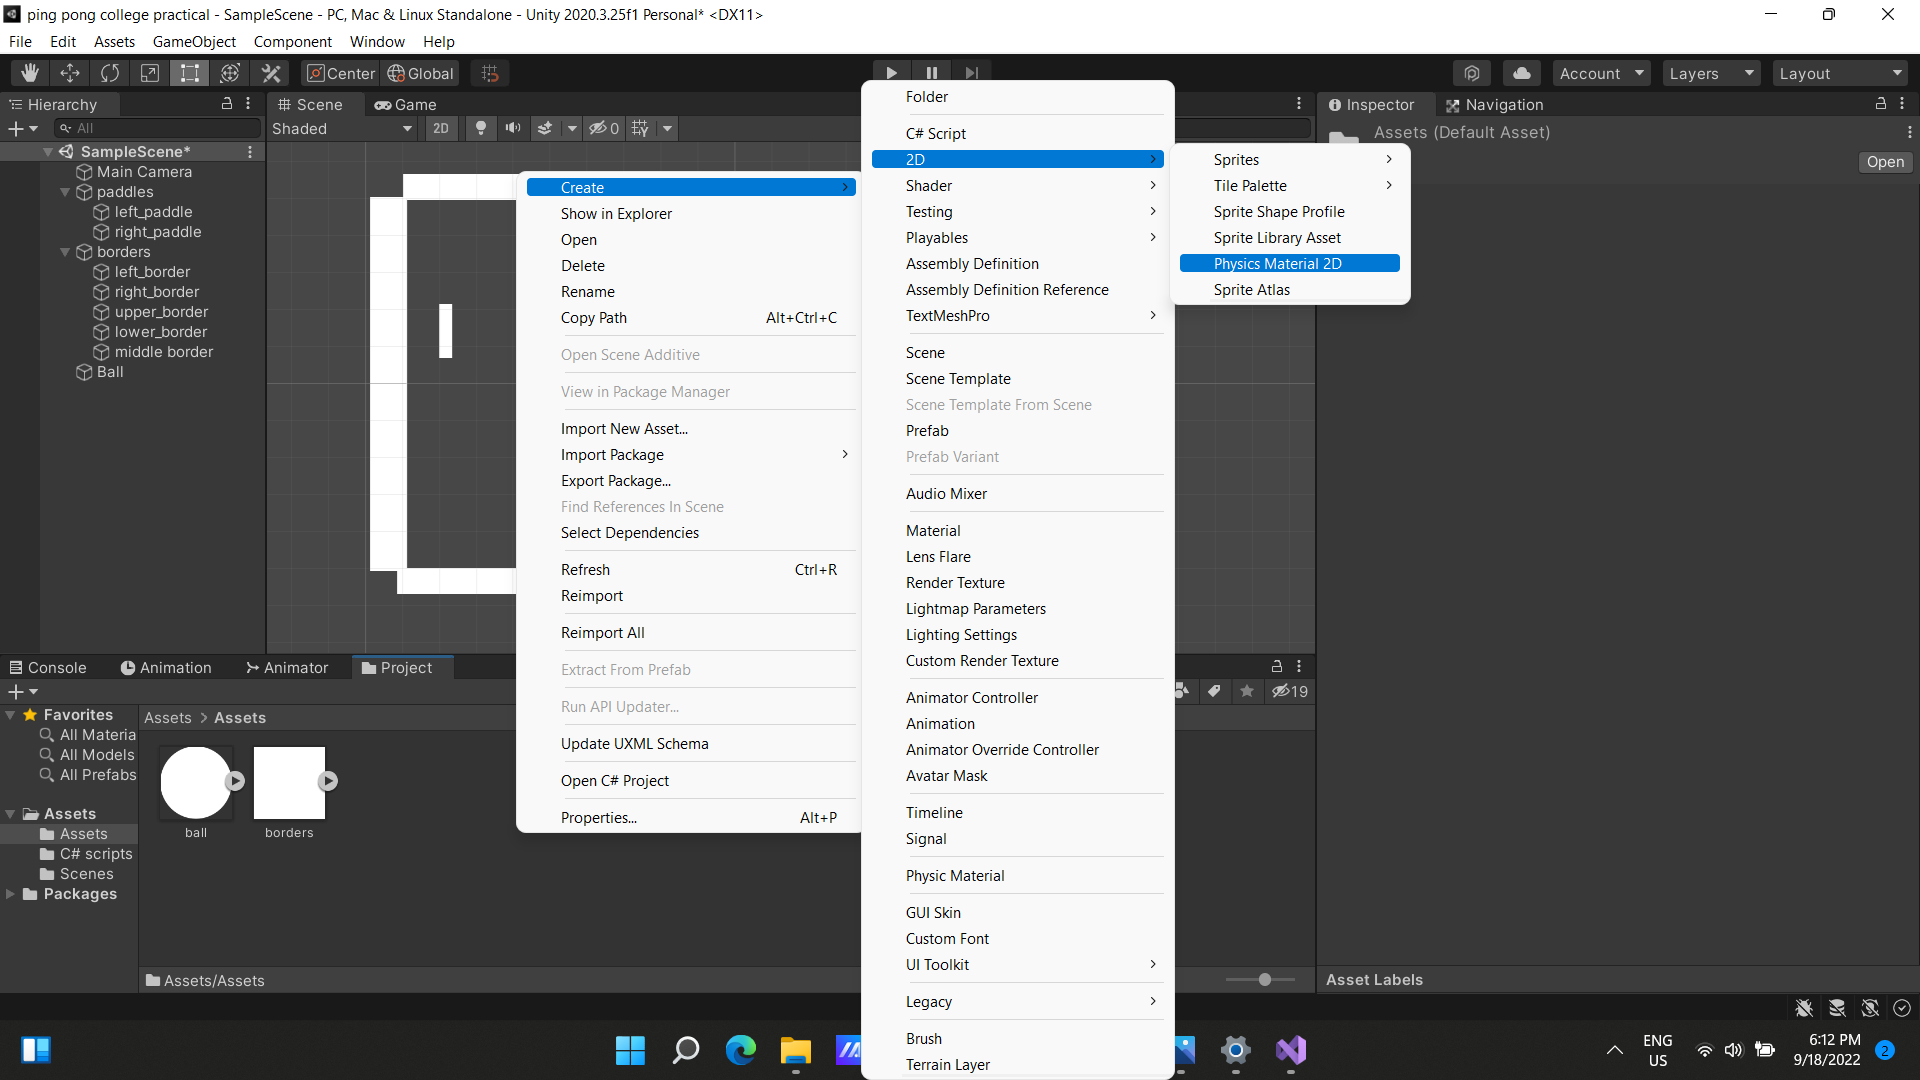 ping pong college practical - SampleScene - PC, Mac & Linux Standalone - Unity 2020.3.25f1 Personal* <DX11>
File Edit Assets GameObject Component Window Help
Center Global
Account Layers Layout
Hierarchy
All
SampleScene*
Main Camera
paddles
left_paddle
right_paddle
borders
left_border
right_border
upper_border
lower_border
middle border
Ball
Scene Game
Shaded 2D 0
Create
Show in Explorer
Open
Delete
Rename
Copy Path Alt+Ctrl+C
Open Scene Additive
View in Package Manager
Import New Asset...
Import Package
Export Package...
Find References In Scene
Select Dependencies
Refresh Ctrl+R
Reimport
Reimport All
Extract From Prefab
Run API Updater...
Update UXML Schema
Open C# Project
Properties... Alt+P
Folder
C# Script
2D
Shader
Testing
Playables
Assembly Definition
Assembly Definition Reference
TextMeshPro
Scene
Scene Template
Scene Template From Scene
Prefab
Prefab Variant
Audio Mixer
Material
Lens Flare
Render Texture
Lightmap Parameters
Lighting Settings
Custom Render Texture
Animator Controller
Animation
Animator Override Controller
Avatar Mask
Timeline
Signal
Physic Material
GUI Skin
Custom Font
UI Toolkit
Legacy
Brush
Terrain Layer
Sprites
Tile Palette
Sprite Shape Profile
Sprite Library Asset
Physics Material 2D
Sprite Atlas
Inspector Navigation
Assets (Default Asset)
Open
Console Animation Animator Project
19
Favorites
All Materia
All Models
All Prefabs
Assets
Assets
C# scripts
Scenes
Packages
Assets > Assets
ball borders
Assets/Assets
Asset Labels
ENG
US
6:12 PM
9/18/2022
2